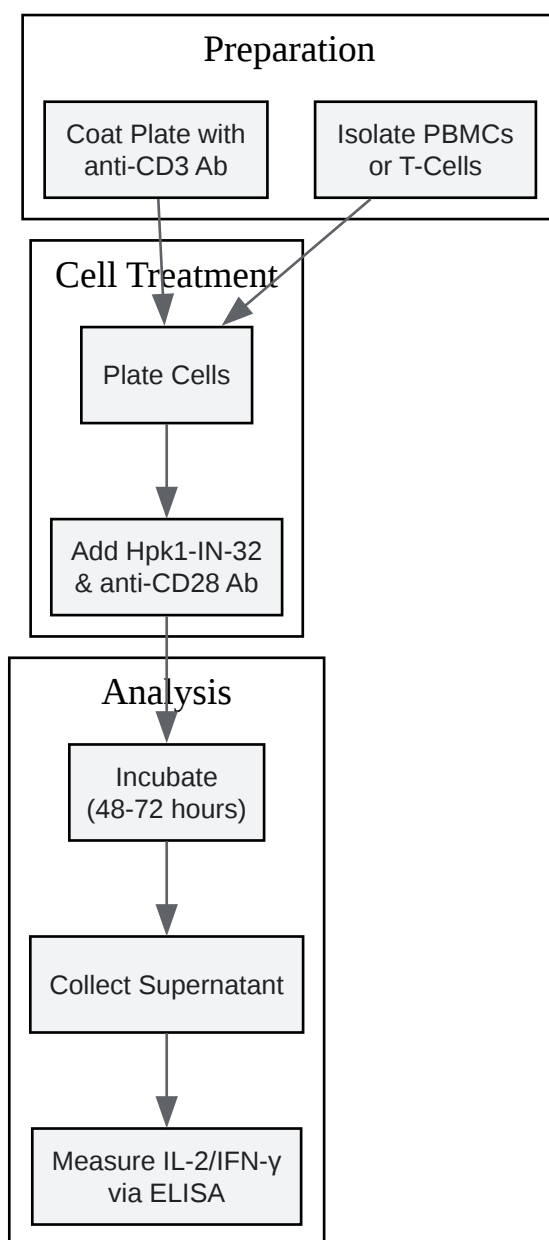 Preparation
Coat Plate with
anti-CD3 Ab
Isolate PBMCs
or T-Cells
Cell Treatment
Plate Cells
Add Hpk1-IN-32
& anti-CD28 Ab
Analysis
Incubate
(48-72 hours)
Collect Supernatant
Measure IL-2/IFN-γ
via ELISA